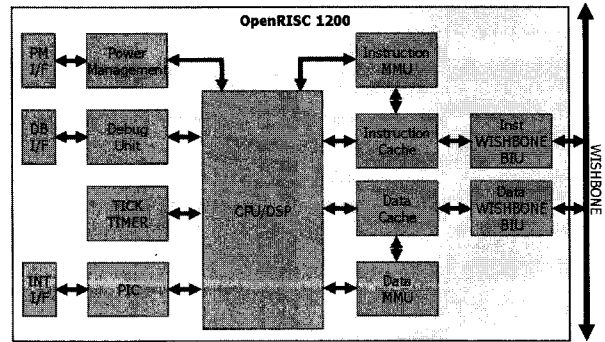 OpenRISC 1200
PM
I/F
Power
Management
Instruction
MMU
DB
I/F
Debug
Unit
Instruction
Cache
Inst
WISHBONE
BIU
TICK
TIMER
CPU/DSP
Data
Cache
Data
WISHBONE
BIU
INT
I/F
PIC
Data
MMU
WISHBONE